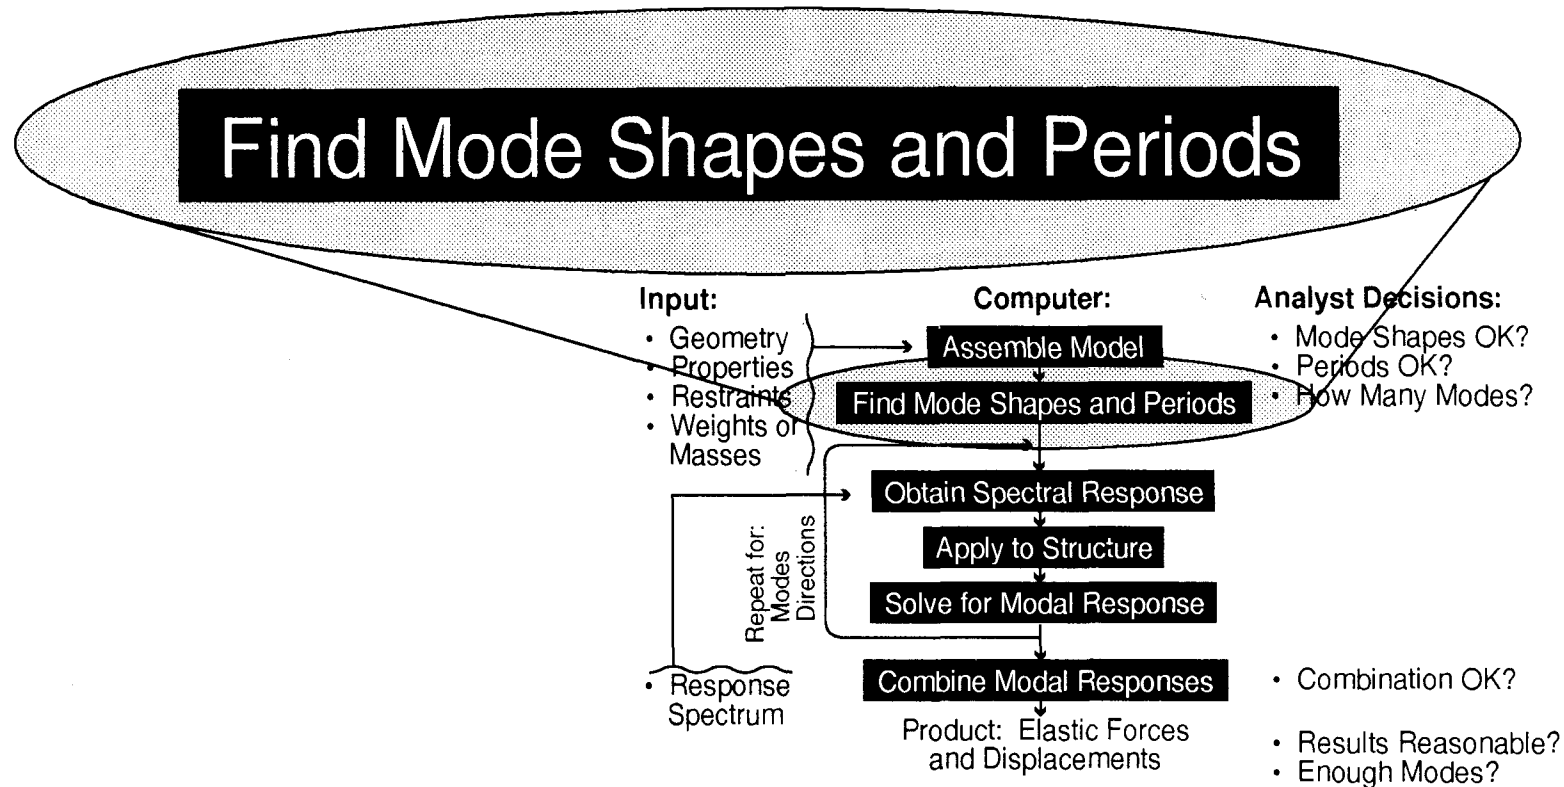 Find Mode Shapes and Periods
Input:
• Geometry
• Properties
• Restraints
• Weights or
Masses
Repeat for:
Modes
Directions
• Response
Spectrum
Computer:
Assemble Model
Find Mode Shapes and Periods
Obtain Spectral Response
Apply to Structure
Solve for Modal Response
Combine Modal Responses
Product: Elastic Forces
and Displacements
Analyst Decisions:
• Mode Shapes OK?
• Periods OK?
• How Many Modes?
• Combination OK?
• Results Reasonable?
• Enough Modes?